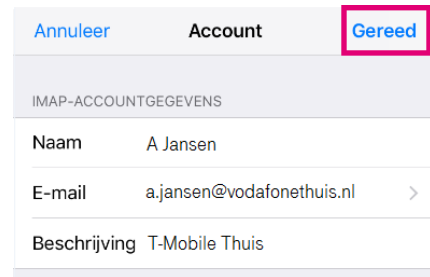 Annuleer Account Gereed
IMAP-ACCOUNTGEGEVENS
Naam A Jansen
E-mail a.jansen@vodafonethuis.nl
Beschrijving T-Mobile Thuis